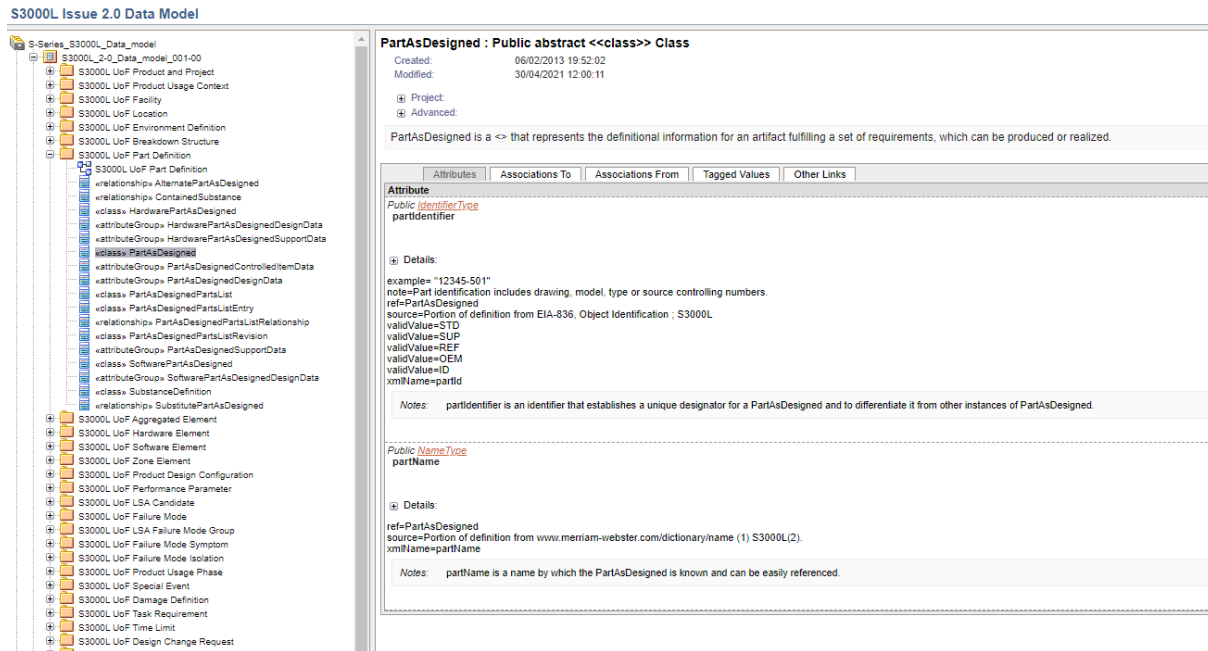 S3000L Issue 2.0 Data Model
S-Series_S3000L_Data_model
S3000L_2-0_Data_model_001-00
S3000L UoF Product and Project
S3000L UoF Product Usage Context
S3000L UoF Facility
S3000L UoF Location
S3000L UoF Environment Definition
S3000L UoF Breakdown Structure
S3000L UoF Part Definition
S3000L UoF Part Definition
«relationship» AlternatePartAsDesigned
«relationship» ContainedSubstance
«class» HardwarePartAsDesigned
«attributeGroup» HardwarePartAsDesignedDesignData
«attributeGroup» HardwarePartAsDesignedSupportData
«class» PartAsDesigned
«attributeGroup» PartAsDesignedControlledItemData
«attributeGroup» PartAsDesignedDesignData
«class» PartAsDesignedPartsList
«class» PartAsDesignedPartsListEntry
«relationship» PartAsDesignedPartsListRelationship
«class» PartAsDesignedPartsListRevision
«attributeGroup» PartAsDesignedSupportData
«class» SoftwarePartAsDesigned
«attributeGroup» SoftwarePartAsDesignedDesignData
«class» SubstanceDefinition
«relationship» SubstitutePartAsDesigned
S3000L UoF Aggregated Element
S3000L UoF Hardware Element
S3000L UoF Software Element
S3000L UoF Zone Element
S3000L UoF Product Design Configuration
S3000L UoF Performance Parameter
S3000L UoF LSA Candidate
S3000L UoF Failure Mode
S3000L UoF LSA Failure Mode Group
S3000L UoF Failure Mode Symptom
S3000L UoF Failure Mode Isolation
S3000L UoF Product Usage Phase
S3000L UoF Special Event
S3000L UoF Damage Definition
S3000L UoF Task Requirement
S3000L UoF Time Limit
S3000L UoF Design Change Request
PartAsDesigned : Public abstract <<class>> Class
Created: 06/02/2013 19:52:02
Modified: 30/04/2021 12:00:11
Project:
Advanced:
PartAsDesigned is a <> that represents the definitional information for an artifact fulfilling a set of requirements, which can be produced or realized.
Attributes Associations To Associations From Tagged Values Other Links
Attribute
Public IdentifierType
partIdentifier
Details:
example= "12345-501"
note=Part identification includes drawing, model, type or source controlling numbers.
ref=PartAsDesigned
source=Portion of definition from EIA-836, Object Identification ; S3000L
validValue=STD
validValue=SUP
validValue=REF
validValue=OEM
validValue=ID
xmlName=partId
Notes: partIdentifier is an identifier that establishes a unique designator for a PartAsDesigned and to differentiate it from other instances of PartAsDesigned.
Public NameType
partName
Details:
ref=PartAsDesigned
source=Portion of definition from www.merriam-webster.com/dictionary/name (1) S3000L(2).
xmlName=partName
Notes: partName is a name by which the PartAsDesigned is known and can be easily referenced.